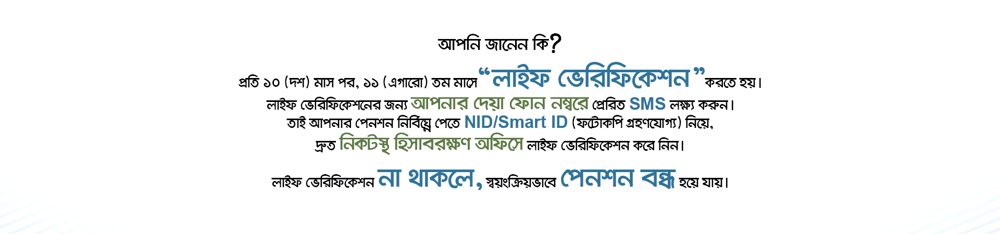 আপনি জানেন কি?
প্রতি ১০ (দশ) মাস পর, ১১ (এগারো) তম মাসে “লাইফ ভেরিফিকেশন” করতে হয়।
লাইফ ভেরিফিকেশনের জন্য আপনার দেয়া ফোন নম্বরে প্রেরিত SMS লক্ষ্য করুন।
তাই আপনার পেনশন নির্বিঘ্নে পেতে NID/Smart ID (ফটোকপি গ্রহণযোগ্য) নিয়ে,
দ্রুত নিকটস্থ হিসাবরক্ষণ অফিসে লাইফ ভেরিফিকেশন করে নিন।
লাইফ ভেরিফিকেশন না থাকলে, স্বয়ংক্রিয়ভাবে পেনশন বন্ধ হয়ে যায়।